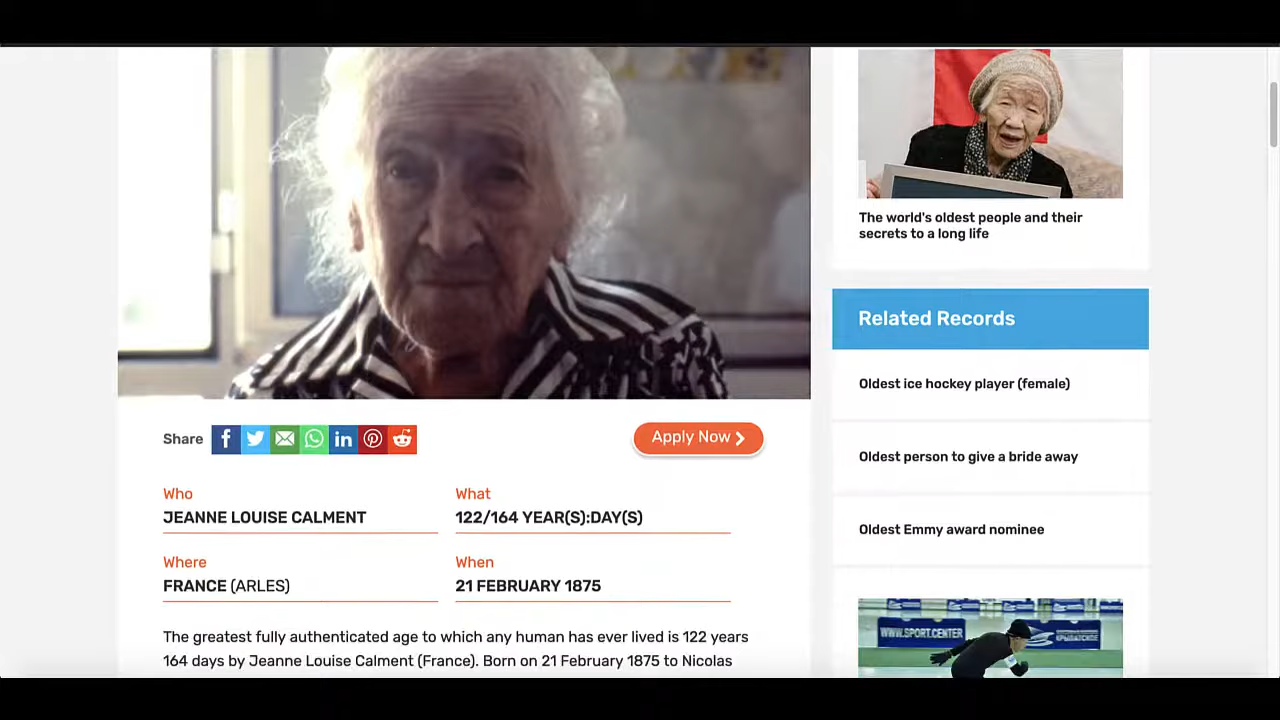 The world's oldest people and their
secrets to a long life
Related Records
Oldest ice hockey player (female)
Oldest person to give a bride away
Oldest Emmy award nominee
WWW.SPORT.CENTER
Share
Apply Now
Who
JEANNE LOUISE CALMENT
What
122/164 YEAR(S):DAY(S)
Where
FRANCE (ARLES)
When
21 FEBRUARY 1875
The greatest fully authenticated age to which any human has ever lived is 122 years
164 days by Jeanne Louise Calment (France). Born on 21 February 1875 to Nicolas